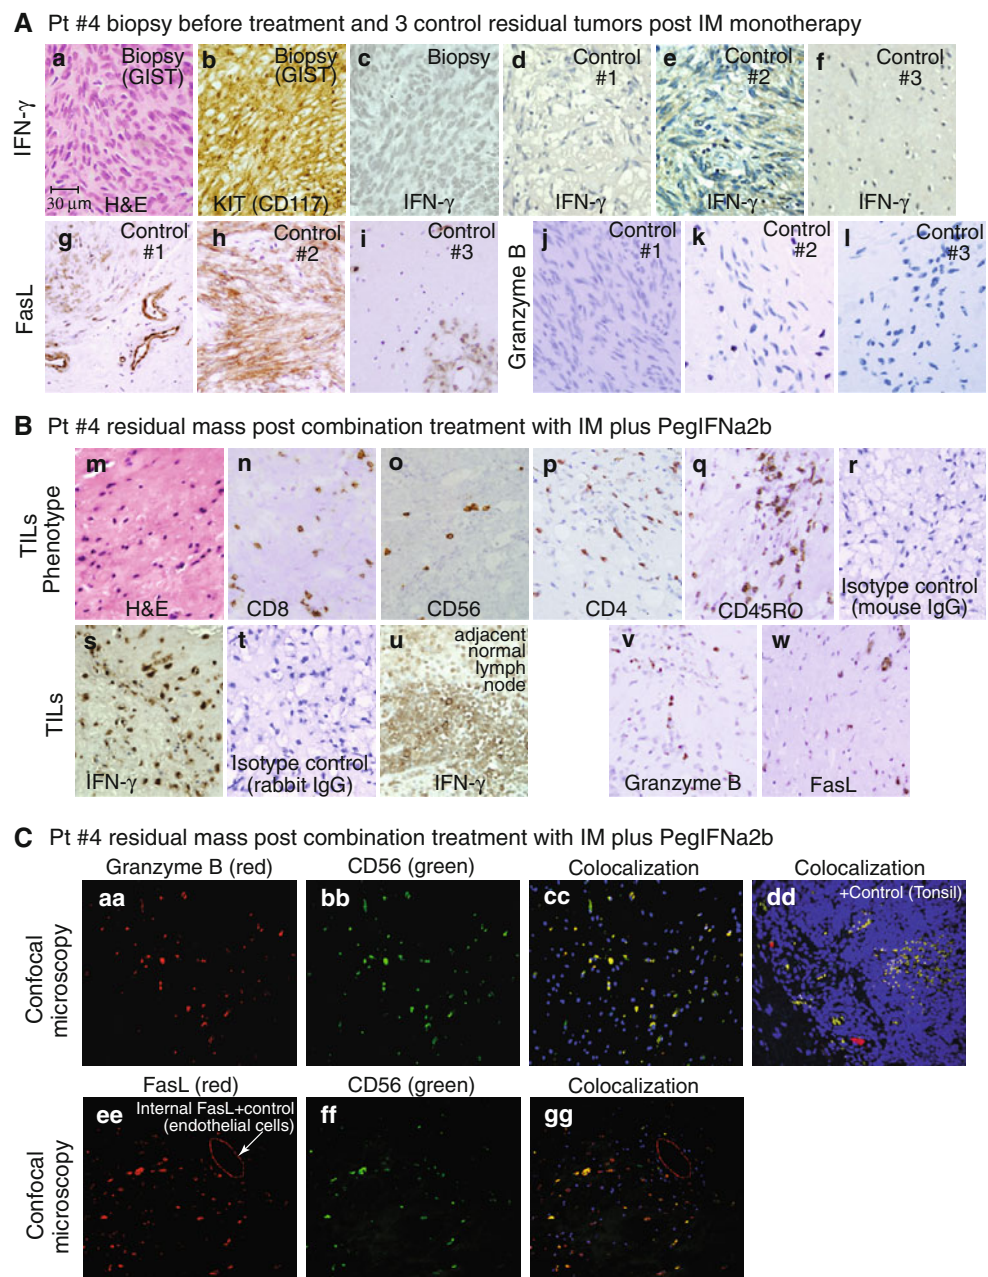 A Pt #4 biopsy before treatment and 3 control residual tumors post IM monotherapy
IFN-γ
a Biopsy
(GIST)
30 µm
H&E
b Biopsy
(GIST)
KIT (CD117)
c Biopsy
IFN-γ
d Control
#1
IFN-γ
e Control
#2
IFN-γ
f Control
#3
IFN-γ
FasL
g Control
#1
h Control
#2
i Control
#3
Granzyme B
j Control
#1
k Control
#2
l Control
#3
B Pt #4 residual mass post combination treatment with IM plus PegIFNa2b
TILs
Phenotype
m
H&E
n
CD8
o
CD56
p
CD4
q
CD45RO
r
Isotype control
(mouse IgG)
TILs
s
IFN-γ
t
Isotype control
(rabbit IgG)
u adjacent
normal
lymph
node
IFN-γ
v
Granzyme B
w
FasL
C Pt #4 residual mass post combination treatment with IM plus PegIFNa2b
Confocal
microscopy
Granzyme B (red)
aa
CD56 (green)
bb
Colocalization
cc
Colocalization
dd +Control (Tonsil)
Confocal
microscopy
FasL (red)
ee Internal FasL+control
(endothelial cells)
CD56 (green)
ff
Colocalization
gg